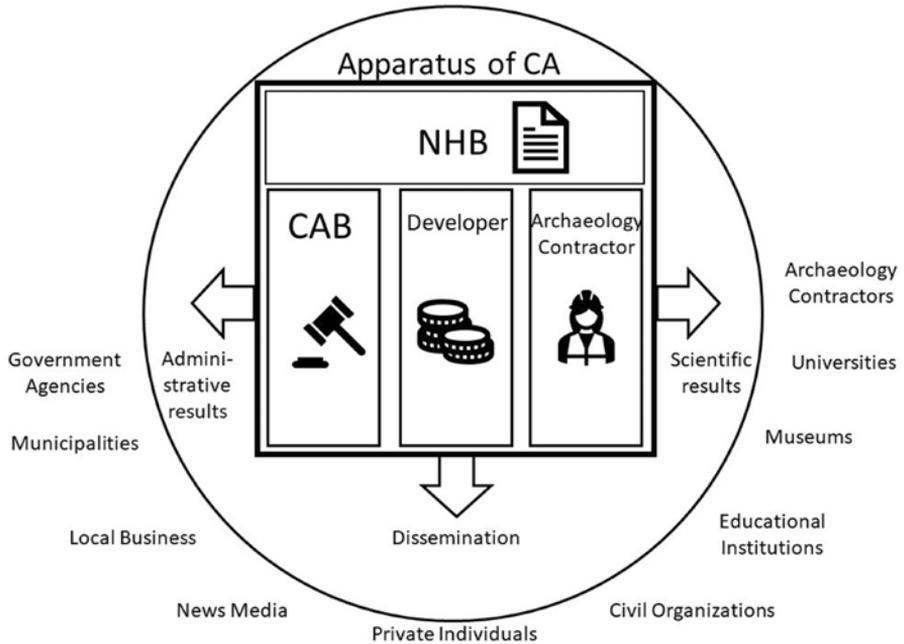 Apparatus of CA
NHB
CAB
Developer
Archaeology
Contractor
Archaeology
Contractors
Government
Agencies
Admini-
strative
results
Scientific
results
Universities
Municipalities
Museums
Local Business
Dissemination
Educational
Institutions
News Media
Civil Organizations
Private Individuals